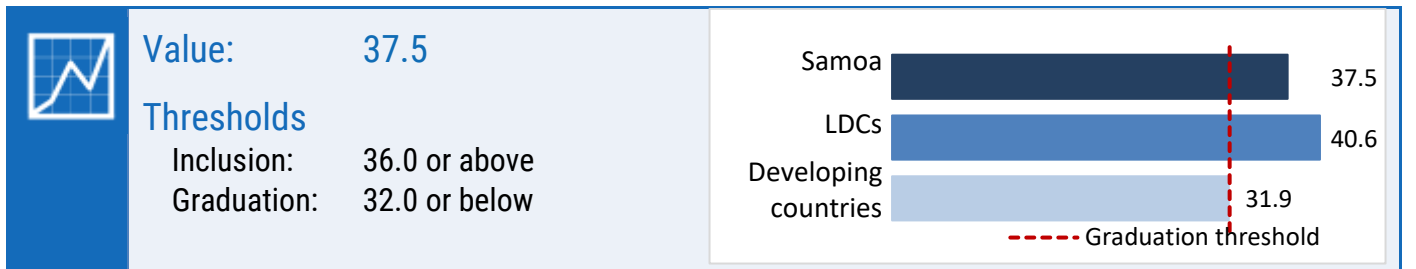 Value: 37.5
Thresholds
Inclusion: 36.0 or above
Graduation: 32.0 or below
Samoa 37.5
LDCs 40.6
Developing
countries 31.9
Graduation threshold